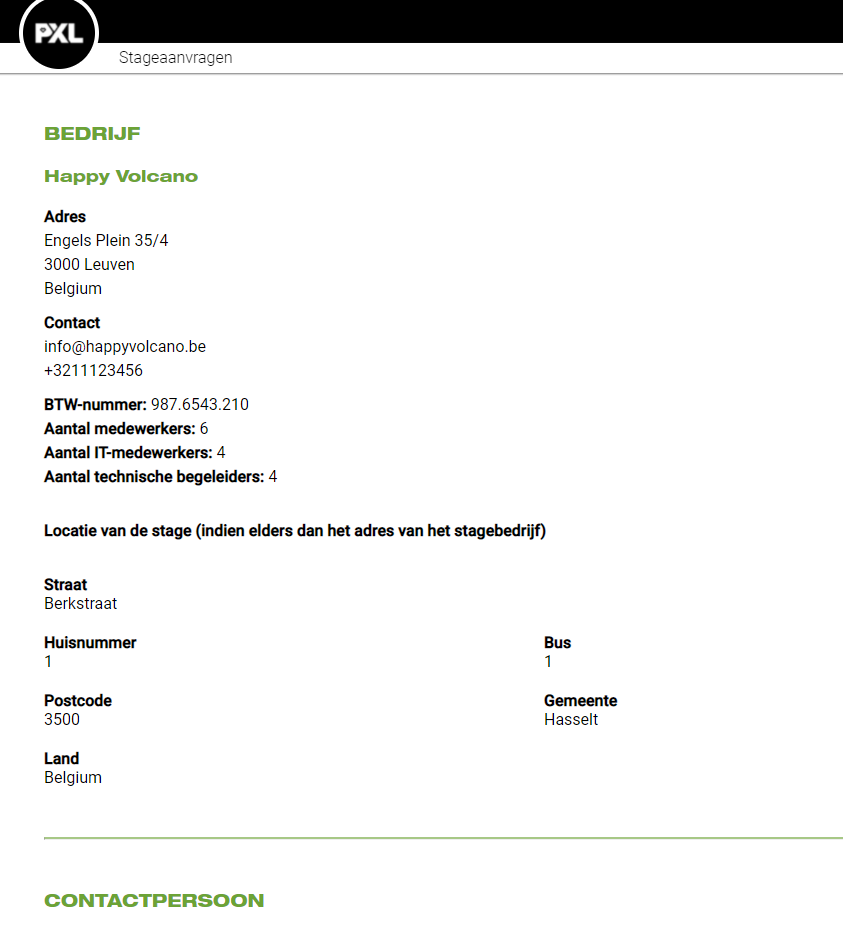 PXL
Stageaanvragen
BEDRIJF
Happy Volcano
Adres
Engels Plein 35/4
3000 Leuven
Belgium
Contact
info@happyvolcano.be
+3211123456
BTW-nummer: 987.6543.210
Aantal medewerkers: 6
Aantal IT-medewerkers: 4
Aantal technische begeleiders: 4
Locatie van de stage (indien elders dan het adres van het stagebedrijf)
Straat
Berkstraat
Huisnummer
1
Bus
1
Postcode
3500
Gemeente
Hasselt
Land
Belgium
CONTACTPERSOON